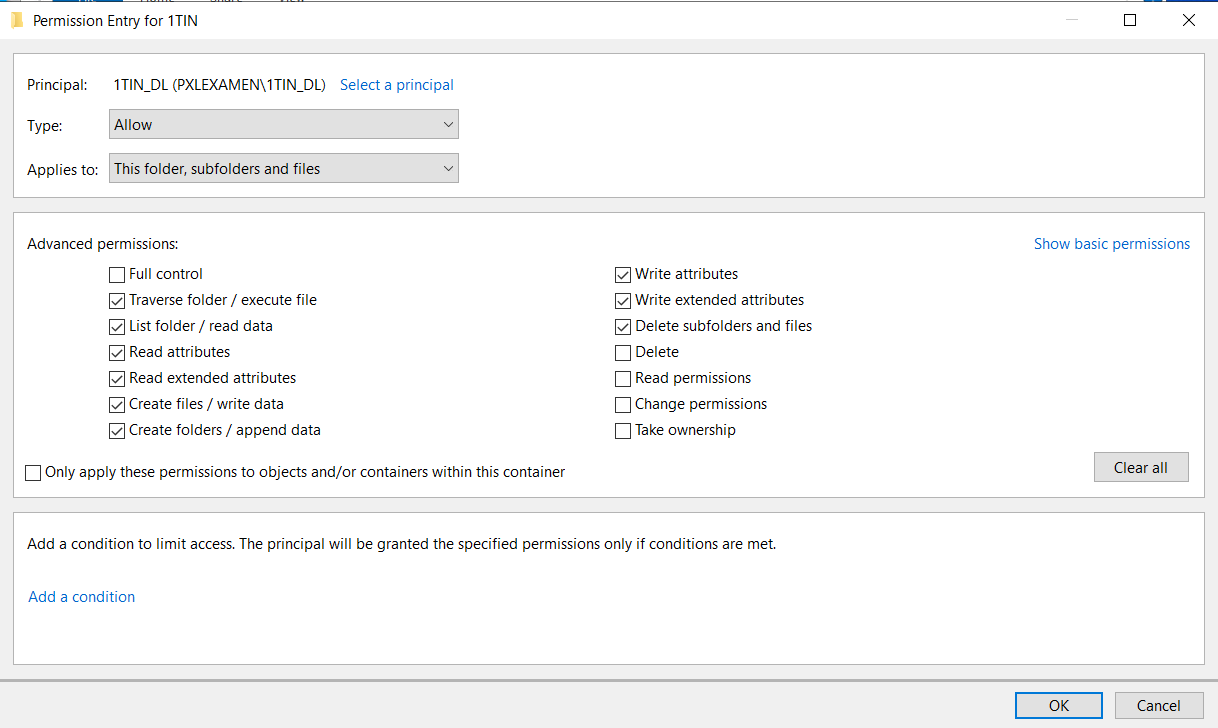 Permission Entry for 1TIN
Principal: 1TIN_DL (PXLEXAMEN\1TIN_DL) Select a principal
Type: Allow
Applies to: This folder, subfolders and files
Advanced permissions: Show basic permissions
Full control Write attributes
Traverse folder / execute file Write extended attributes
List folder / read data Delete subfolders and files
Read attributes Delete
Read extended attributes Read permissions
Create files / write data Change permissions
Create folders / append data Take ownership
Only apply these permissions to objects and/or containers within this container
Clear all
Add a condition to limit access. The principal will be granted the specified permissions only if conditions are met.
Add a condition
OK Cancel